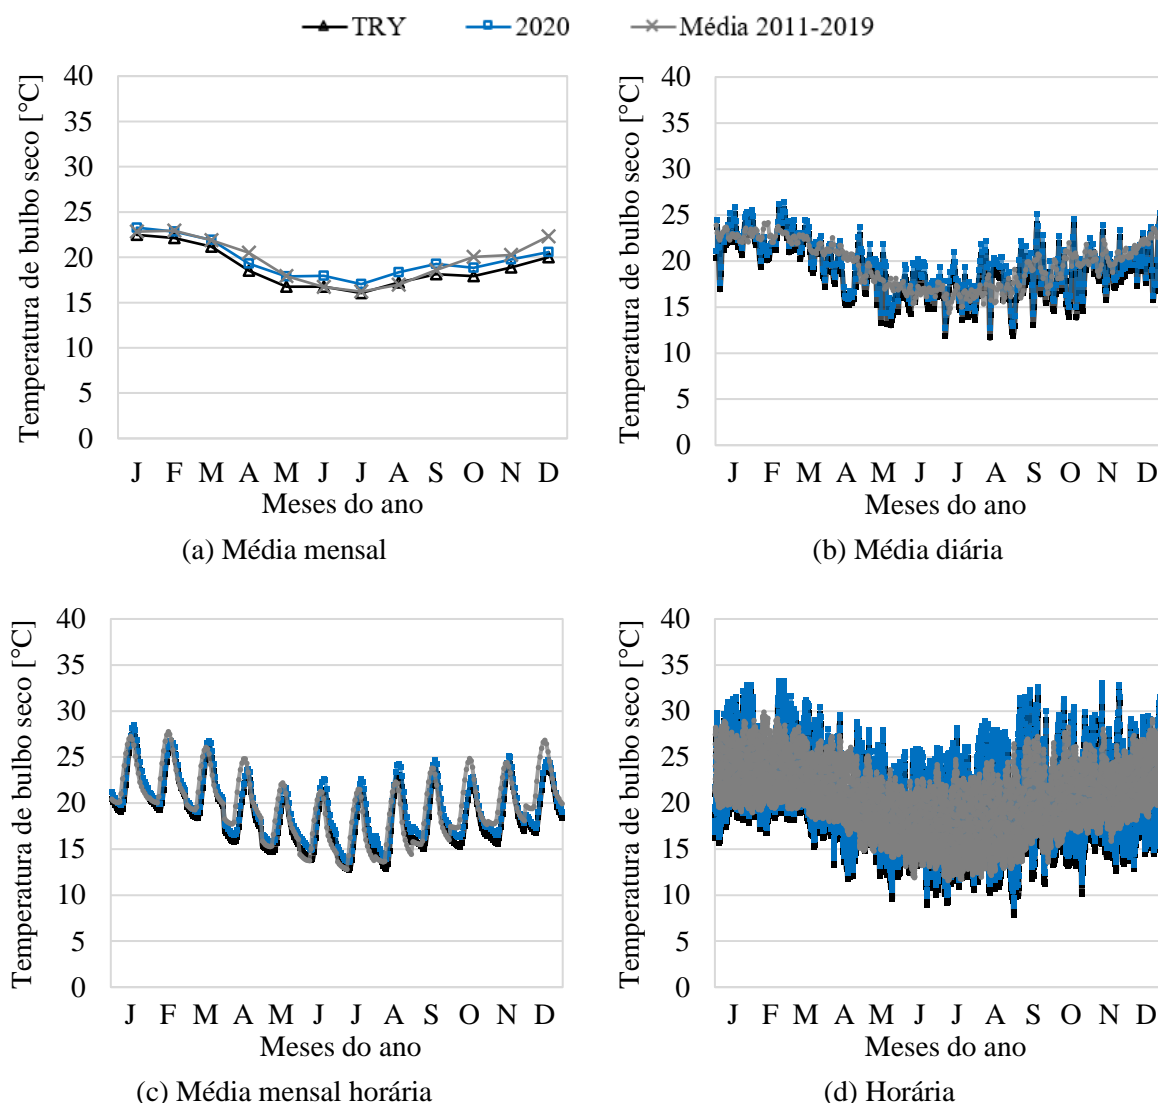 TRY 2020 Média 2011-2019
Temperatura de bulbo seco [°C]
40
35
30
25
20
15
10
5
0
J F M A M J J A S O N D
Meses do ano
(a) Média mensal
Temperatura de bulbo seco [°C]
40
35
30
25
20
15
10
5
0
J F M A M J J A S O N D
Meses do ano
(b) Média diária
Temperatura de bulbo seco [°C]
40
35
30
25
20
15
10
5
0
J F M A M J J A S O N D
Meses do ano
(c) Média mensal horária
Temperatura de bulbo seco [°C]
40
35
30
25
20
15
10
5
0
J F M A M J J A S O N D
Meses do ano
(d) Horária